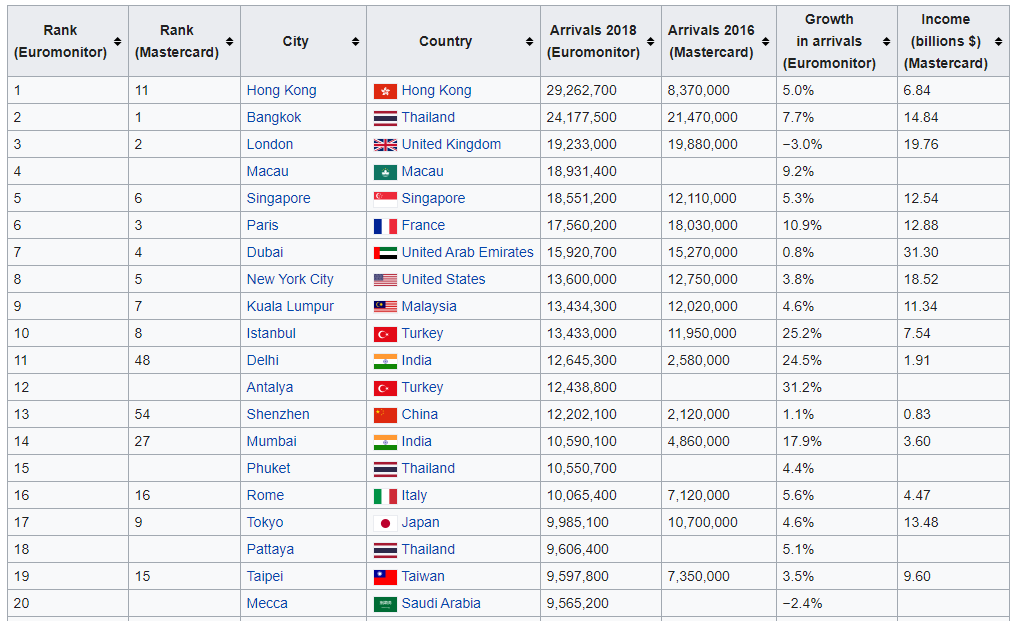 Rank (Euromonitor) Rank (Mastercard) City Country Arrivals 2018 (Euromonitor) Arrivals 2016 (Mastercard) Growth in arrivals (Euromonitor) Income (billions $) (Mastercard)
1 11 Hong Kong Hong Kong 29,262,700 8,370,000 5.0% 6.84
2 1 Bangkok Thailand 24,177,500 21,470,000 7.7% 14.84
3 2 London United Kingdom 19,233,000 19,880,000 −3.0% 19.76
4 Macau Macau 18,931,400 9.2%
5 6 Singapore Singapore 18,551,200 12,110,000 5.3% 12.54
6 3 Paris France 17,560,200 18,030,000 10.9% 12.88
7 4 Dubai United Arab Emirates 15,920,700 15,270,000 0.8% 31.30
8 5 New York City United States 13,600,000 12,750,000 3.8% 18.52
9 7 Kuala Lumpur Malaysia 13,434,300 12,020,000 4.6% 11.34
10 8 Istanbul Turkey 13,433,000 11,950,000 25.2% 7.54
11 48 Delhi India 12,645,300 2,580,000 24.5% 1.91
12 Antalya Turkey 12,438,800 31.2%
13 54 Shenzhen China 12,202,100 2,120,000 1.1% 0.83
14 27 Mumbai India 10,590,100 4,860,000 17.9% 3.60
15 Phuket Thailand 10,550,700 4.4%
16 16 Rome Italy 10,065,400 7,120,000 5.6% 4.47
17 9 Tokyo Japan 9,985,100 10,700,000 4.6% 13.48
18 Pattaya Thailand 9,606,400 5.1%
19 15 Taipei Taiwan 9,597,800 7,350,000 3.5% 9.60
20 Mecca Saudi Arabia 9,565,200 −2.4%